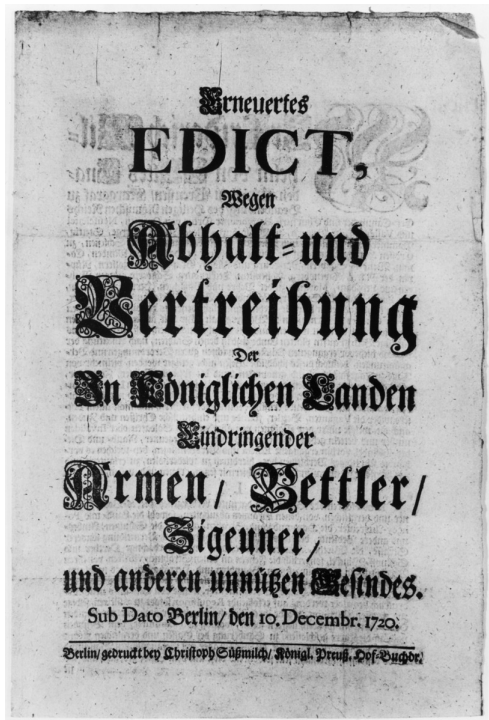 Erneuertes
EDICT,
Wegen
Abhalt-und
Vertreibung
Der
In Königlichen Landen
Eindringender
Armen/ Bettler/
Zigeuner/
und anderen unnützen Gesindes.
Sub Dato Berlin/ den 10. Decembr. 1720.
Berlin/ gedruckt bey Christoph Süßmilch/ Königl. Preuß. Hof-Buchdr.